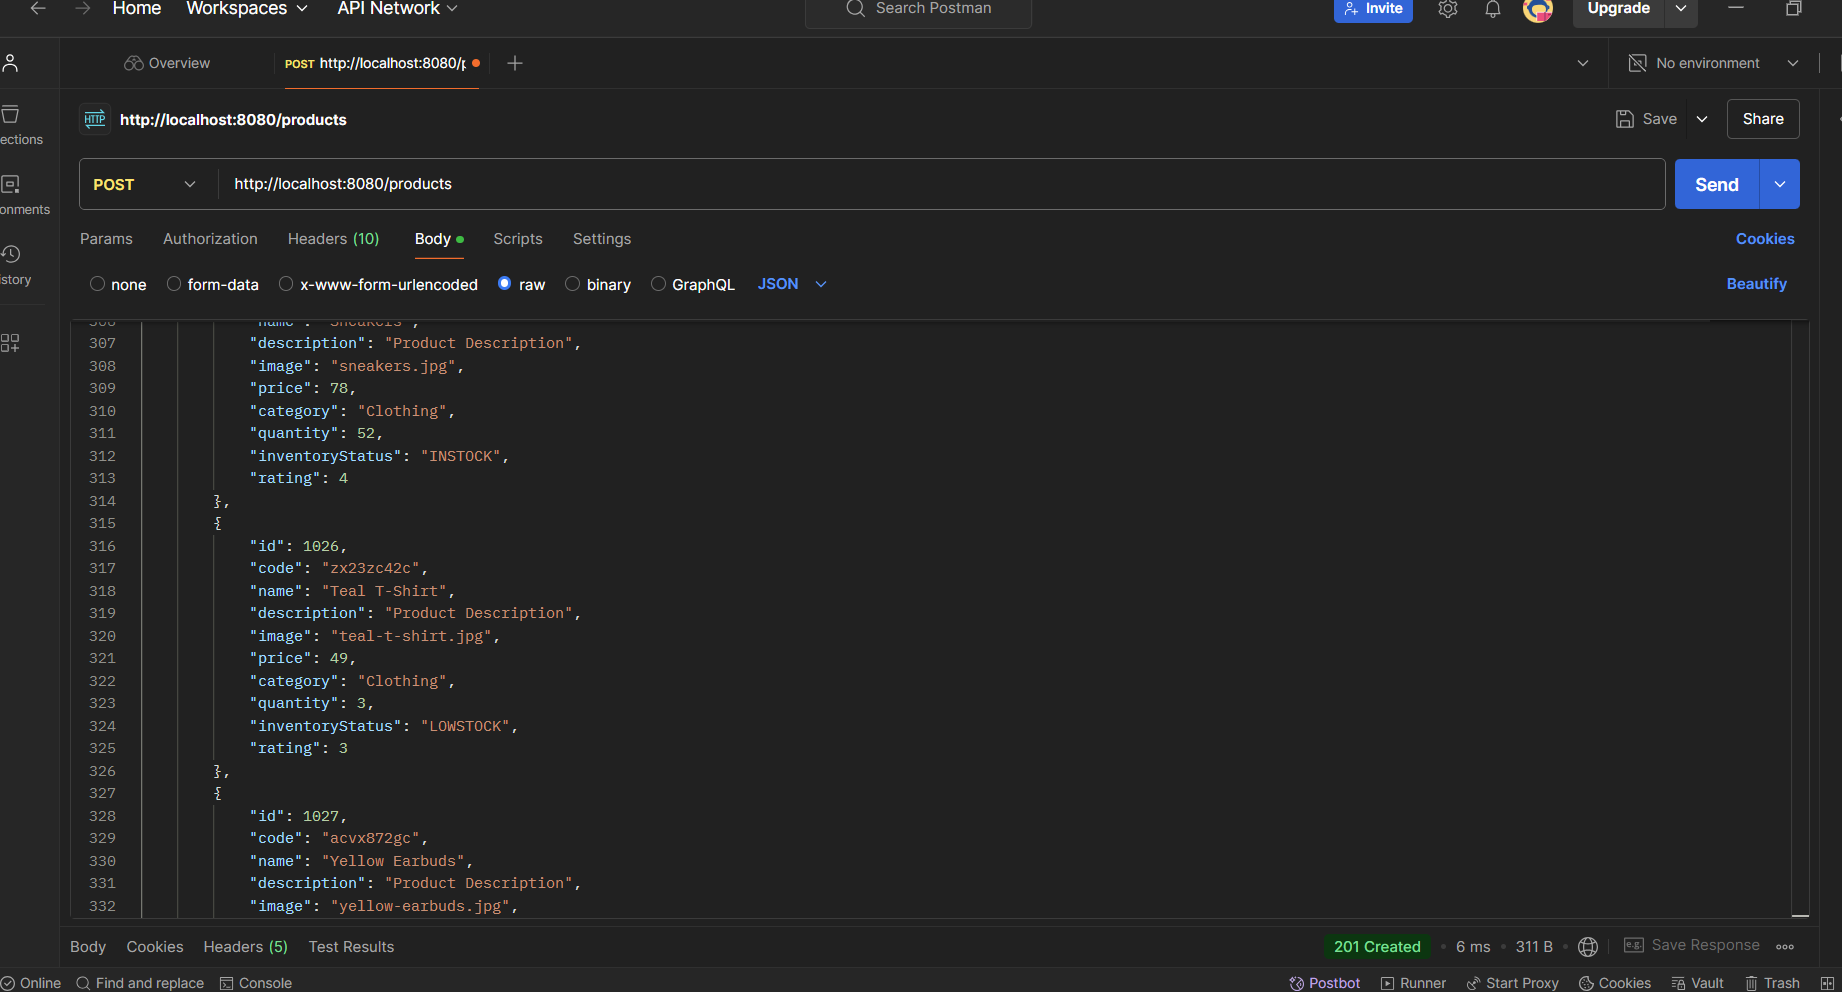 Home Workspaces API Network Search Postman Invite Upgrade
Overview POST http://localhost:8080/p No environment
HTTP http://localhost:8080/products Save Share
ections
POST http://localhost:8080/products Send
onments
Params Authorization Headers (10) Body Scripts Settings Cookies
istory
none form-data x-www-form-urlencoded raw binary GraphQL JSON Beautify
306 "name": "Sneakers",
307 "description": "Product Description",
308 "image": "sneakers.jpg",
309 "price": 78,
310 "category": "Clothing",
311 "quantity": 52,
312 "inventoryStatus": "INSTOCK",
313 "rating": 4
314 },
315 {
316 "id": 1026,
317 "code": "zx23zc42c",
318 "name": "Teal T-Shirt",
319 "description": "Product Description",
320 "image": "teal-t-shirt.jpg",
321 "price": 49,
322 "category": "Clothing",
323 "quantity": 3,
324 "inventoryStatus": "LOWSTOCK",
325 "rating": 3
326 },
327 {
328 "id": 1027,
329 "code": "acvx872gc",
330 "name": "Yellow Earbuds",
331 "description": "Product Description",
332 "image": "yellow-earbuds.jpg",
Body Cookies Headers (5) Test Results 201 Created • 6 ms • 311 B • e.g. Save Response
Online Find and replace Console Postbot Runner Start Proxy Cookies Vault Trash